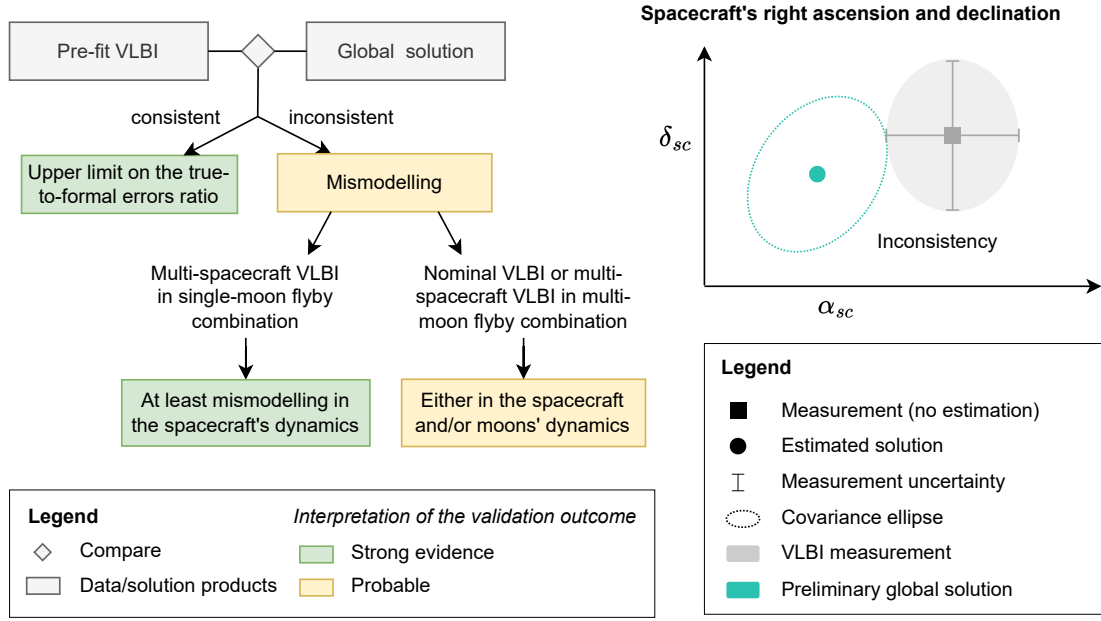 Pre-fit VLBI
Global solution
consistent
inconsistent
Upper limit on the true-
to-formal errors ratio
Mismodelling
Multi-spacecraft VLBI
in single-moon flyby
combination
Nominal VLBI or multi-
spacecraft VLBI in multi-
moon flyby combination
At least mismodelling in
the spacecraft's dynamics
Either in the spacecraft
and/or moons' dynamics
Legend
Compare
Data/solution products
Interpretation of the validation outcome
Strong evidence
Probable
Spacecraft's right ascension and declination
δsc
Inconsistency
αsc
Legend
Measurement (no estimation)
Estimated solution
Measurement uncertainty
Covariance ellipse
VLBI measurement
Preliminary global solution